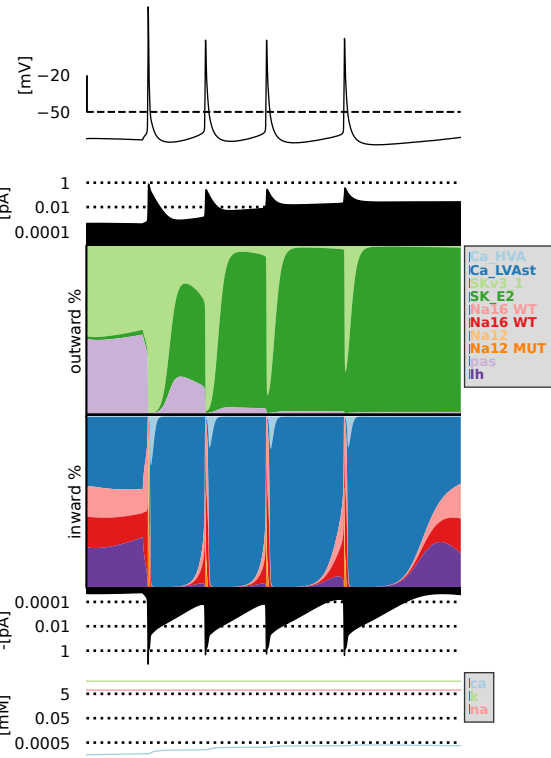 [mV]
−20
−50
[pA]
1
0.01
0.0001
outward %
Ca_HVA
Ca_LVAst
SKv3_1
SK_E2
Na16 WT
Na16 WT
Na12
Na12 MUT
pas
Ih
inward %
0.0001
0.01
1
-[pA]
ca
k
na
5
0.05
0.0005
[mM]